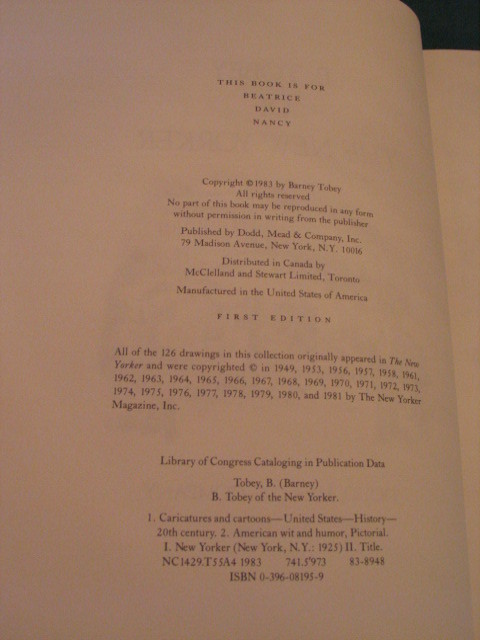 THIS BOOK IS FOR
BEATRICE
DAVID
NANCY
Copyright ©1983 by Barney Tobey
All rights reserved
No part of this book may be reproduced in any form
without permission in writing from the publisher
Published by Dodd, Mead & Company, Inc.
79 Madison Avenue, New York, N.Y. 10016
Distributed in Canada by
McClelland and Stewart Limited, Toronto
Manufactured in the United States of America
FIRST EDITION
All of the 126 drawings in this collection originally appeared in The New
Yorker and were copyrighted © in 1949, 1953, 1956, 1957, 1958, 1961,
1962, 1963, 1964, 1965, 1966, 1967, 1968, 1969, 1970, 1971, 1972, 1973,
1974, 1975, 1976, 1977, 1978, 1979, 1980, and 1981 by The New Yorker
Magazine, Inc.
Library of Congress Cataloging in Publication Data
Tobey, B. (Barney)
B. Tobey of the New Yorker.
1. Caricatures and cartoons—United States—History—
20th century. 2. American wit and humor, Pictorial.
I. New Yorker (New York, N.Y.: 1925) II. Title.
NC1429.T55A4 1983 741.5'973 83-8948
ISBN 0-396-08195-9